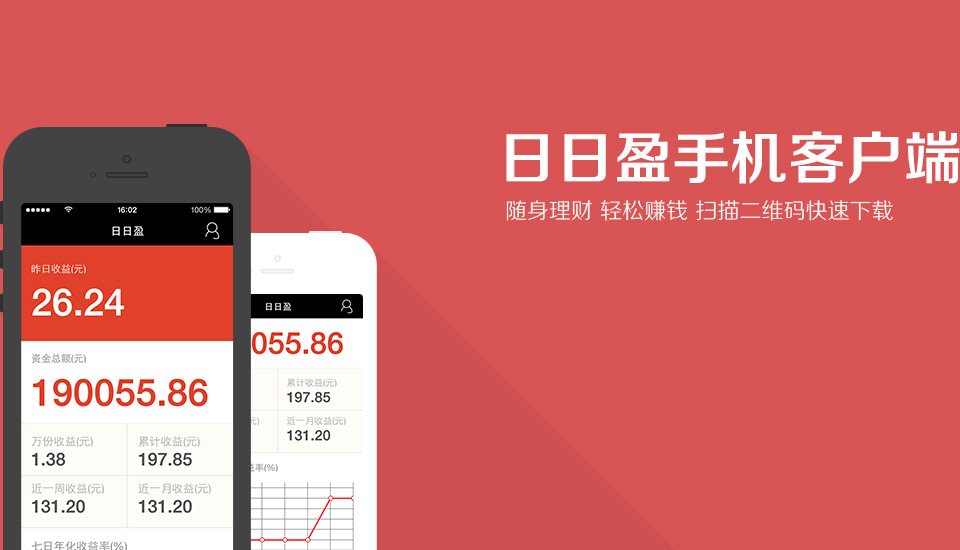 日日盈手机客户端
随身理财 轻松赚钱 扫描二维码快速下载
16:02
100%
日日盈
昨日收益(元)
26.24
资金总额(元)
190055.86
万份收益(元) 累计收益(元)
1.38 197.85
近一周收益(元) 近一月收益(元)
131.20 131.20
七日年化收益率(%)
日日盈
055.86
累计收益(元)
197.85
元) 近一月收益(元)
131.20
益率(%)